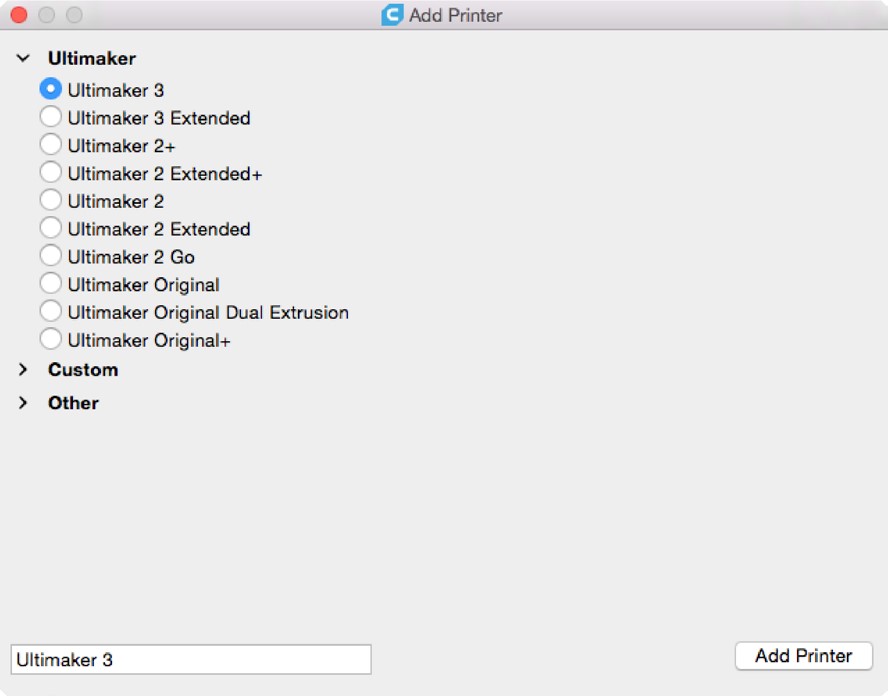 Add Printer
Ultimaker
Ultimaker 3
Ultimaker 3 Extended
Ultimaker 2+
Ultimaker 2 Extended+
Ultimaker 2
Ultimaker 2 Extended
Ultimaker 2 Go
Ultimaker Original
Ultimaker Original Dual Extrusion
Ultimaker Original+
Custom
Other
Ultimaker 3
Add Printer